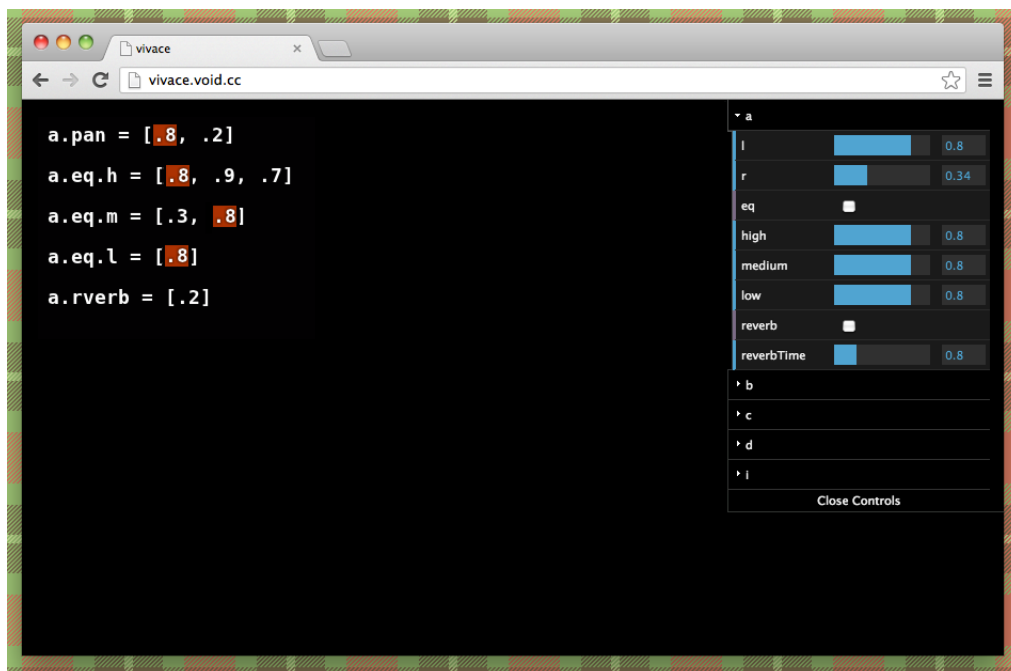 vivace
vivace.void.cc
a.pan = [.8, .2]
a.eq.h = [.8, .9, .7]
a.eq.m = [.3, .8]
a.eq.l = [.8]
a.rverb = [.2]
a
l 0.8
r 0.34
eq
high 0.8
medium 0.8
low 0.8
reverb
reverbTime 0.8
b
c
d
i
Close Controls